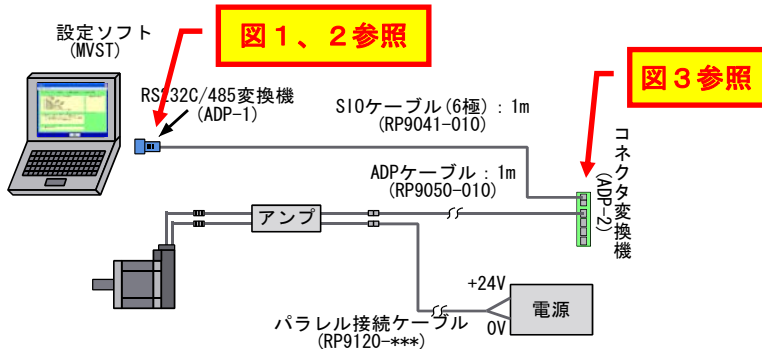 設定ソフト
(MVST)
図1、2参照
図3参照
RS232C/485変換機
(ADP-1)
SIOケーブル(6極):1m
(RP9041-010)
ADPケーブル:1m
(RP9050-010)
コネクタ変換機
(ADP-2)
アンプ
+24V
0V
電源
パラレル接続ケーブル
(RP9120-***)